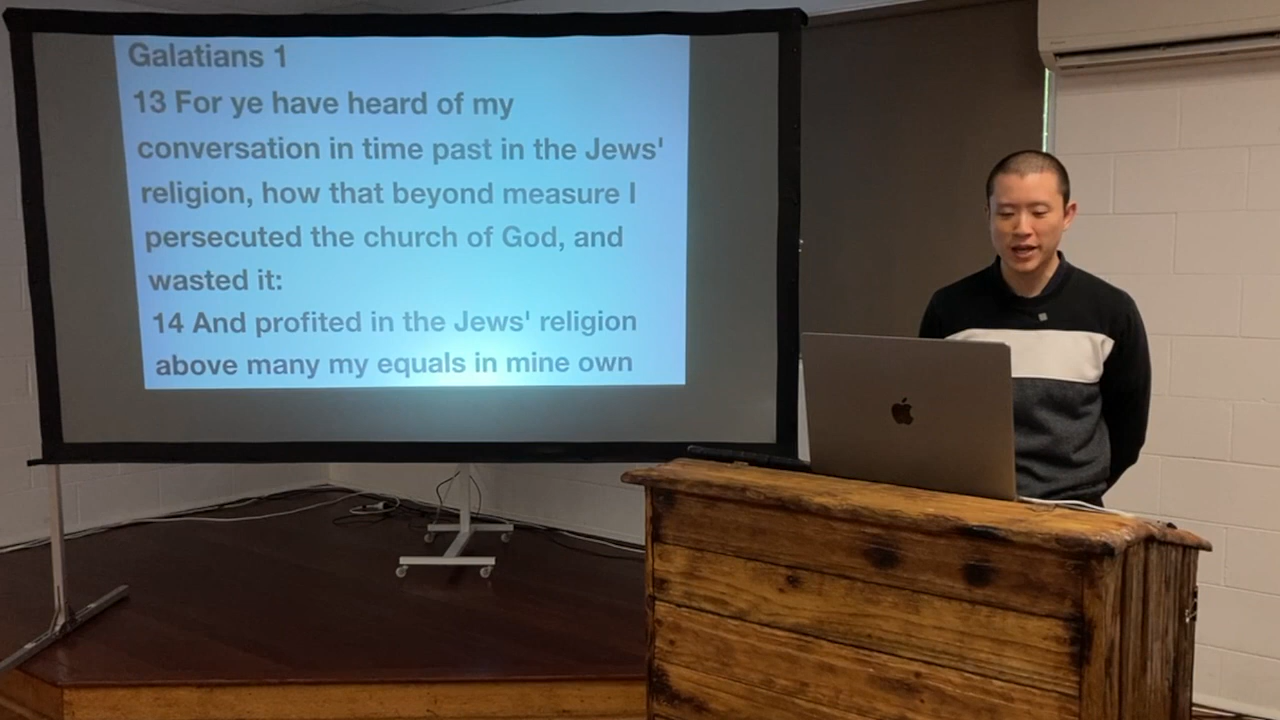 Galatians 1
13 For ye have heard of my
conversation in time past in the Jews'
religion, how that beyond measure I
persecuted the church of God, and
wasted it:
14 And profited in the Jews' religion
above many my equals in mine own